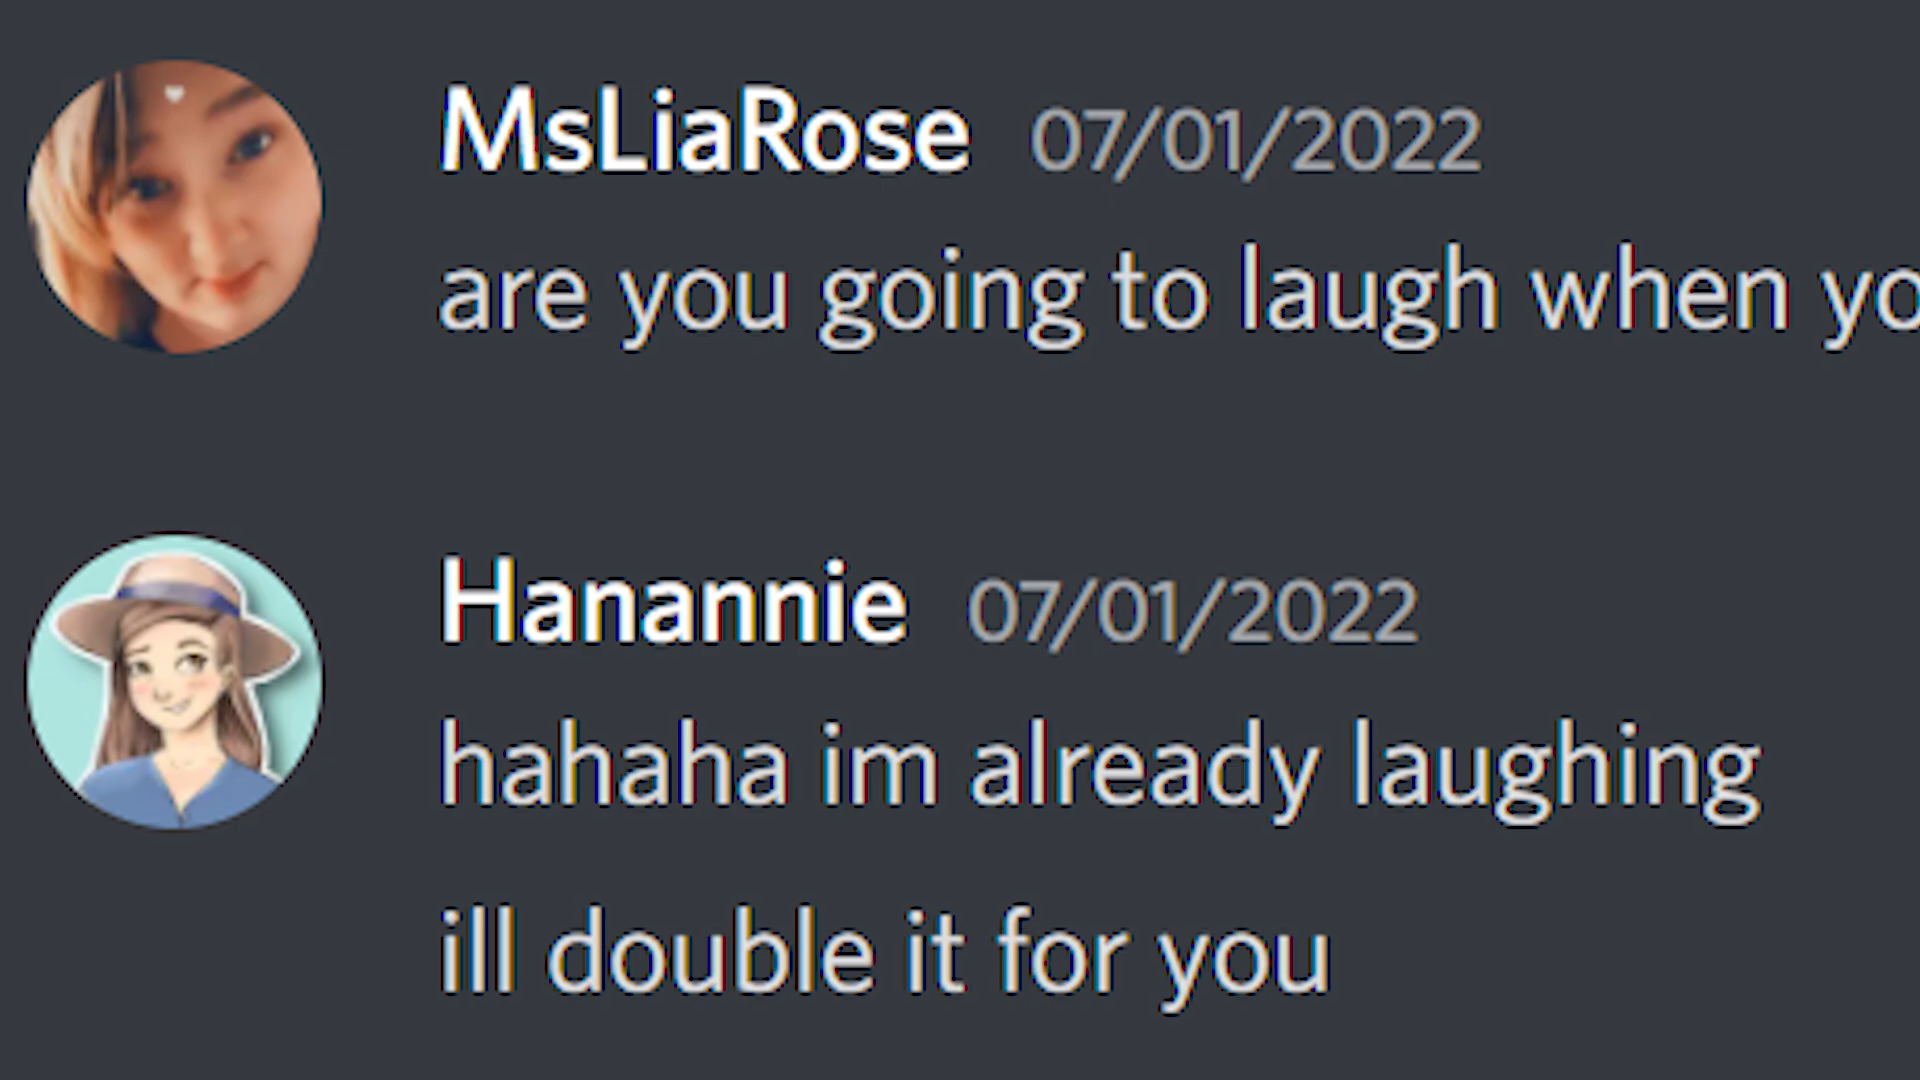 MsLiaRose 07/01/2022
are you going to laugh when yo
Hanannie 07/01/2022
hahaha im already laughing
ill double it for you